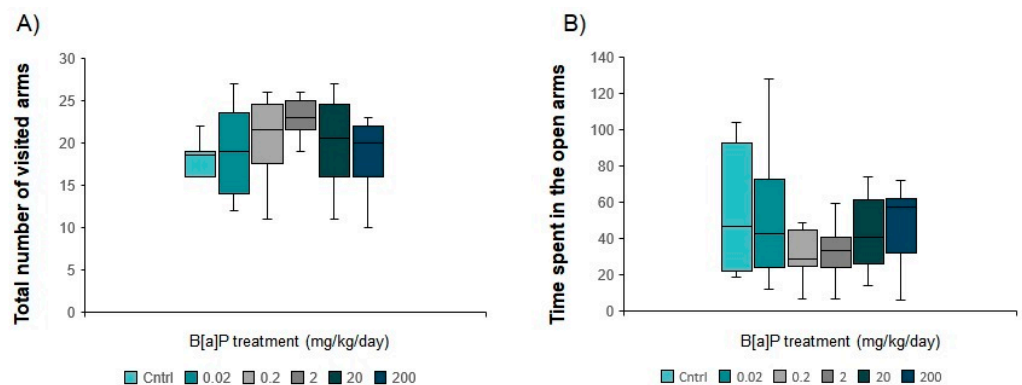 A)
Total number of visited arms
30
25
20
15
10
5
0
B[a]P treatment (mg/kg/day)
Cntrl 0.02 0.2 2 20 200
B)
Time spent in the open arms
140
120
100
80
60
40
20
0
B[a]P treatment (mg/kg/day)
Cntrl 0.02 0.2 2 20 200